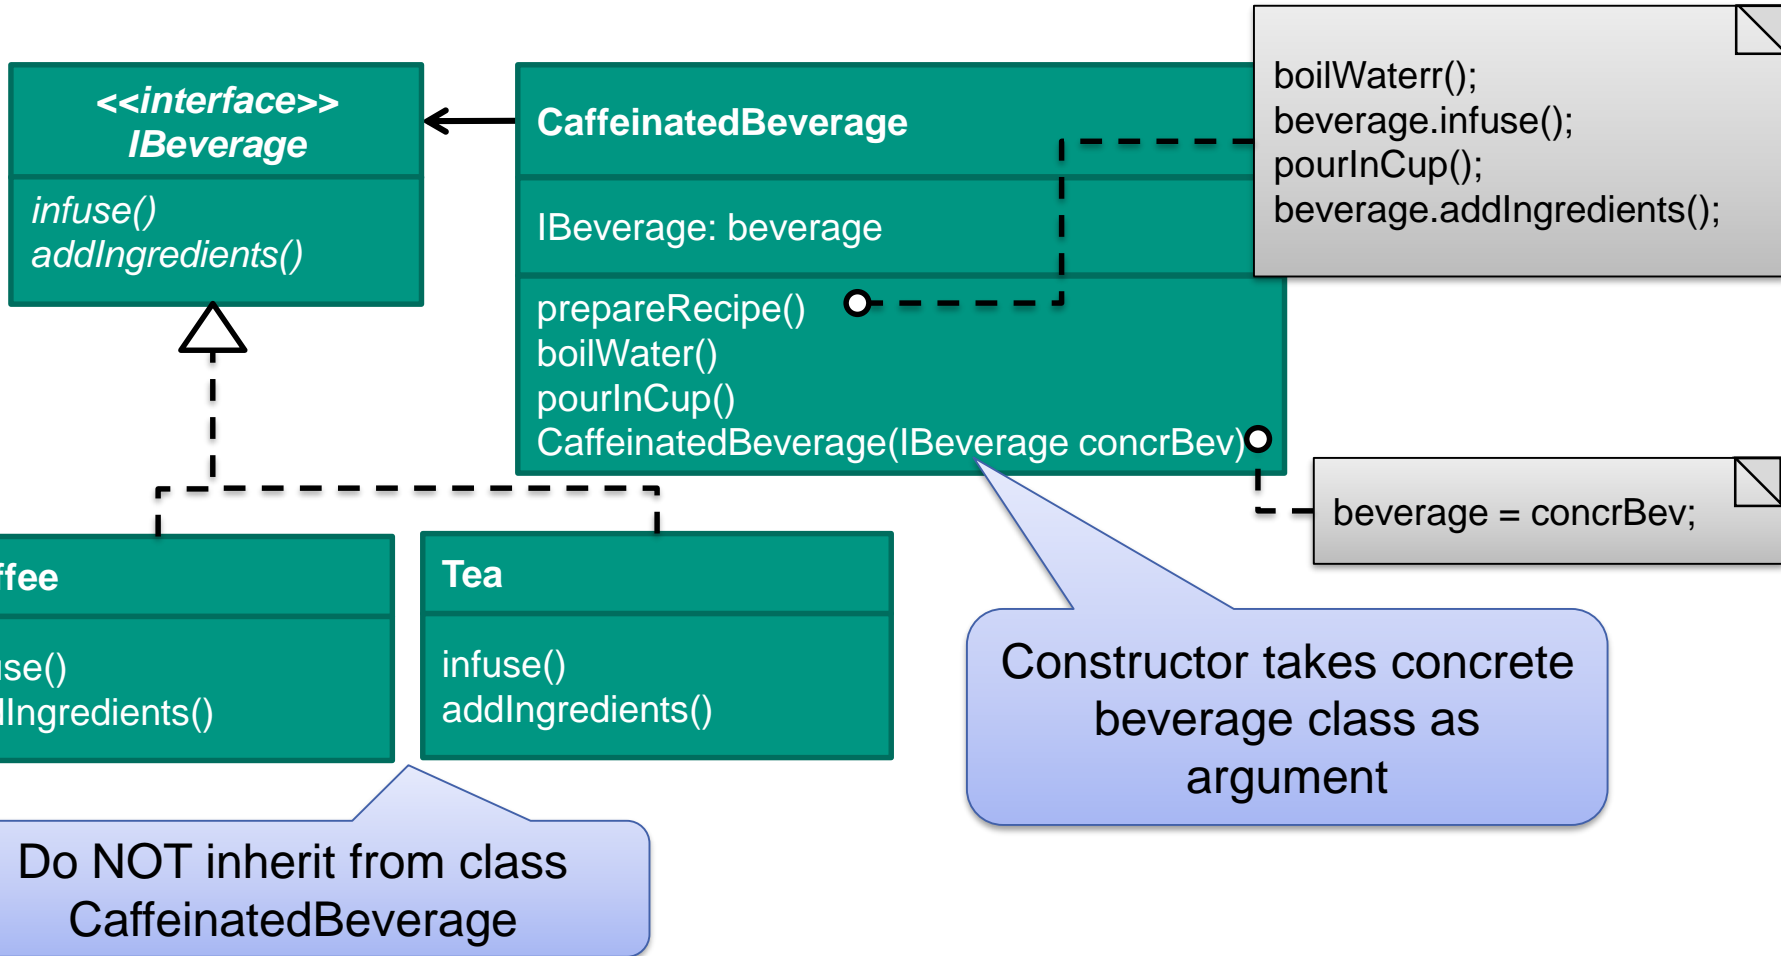 <<interface>>
IBeverage
infuse()
addIngredients()
CaffeinatedBeverage
IBeverage: beverage
prepareRecipe()
boilWater()
pourInCup()
CaffeinatedBeverage(IBeverage concrBev)
boilWaterr();
beverage.infuse();
pourInCup();
beverage.addIngredients();
beverage = concrBev;
Tea
infuse()
addIngredients()
Constructor takes concrete
beverage class as
argument
Do NOT inherit from class
CaffeinatedBeverage